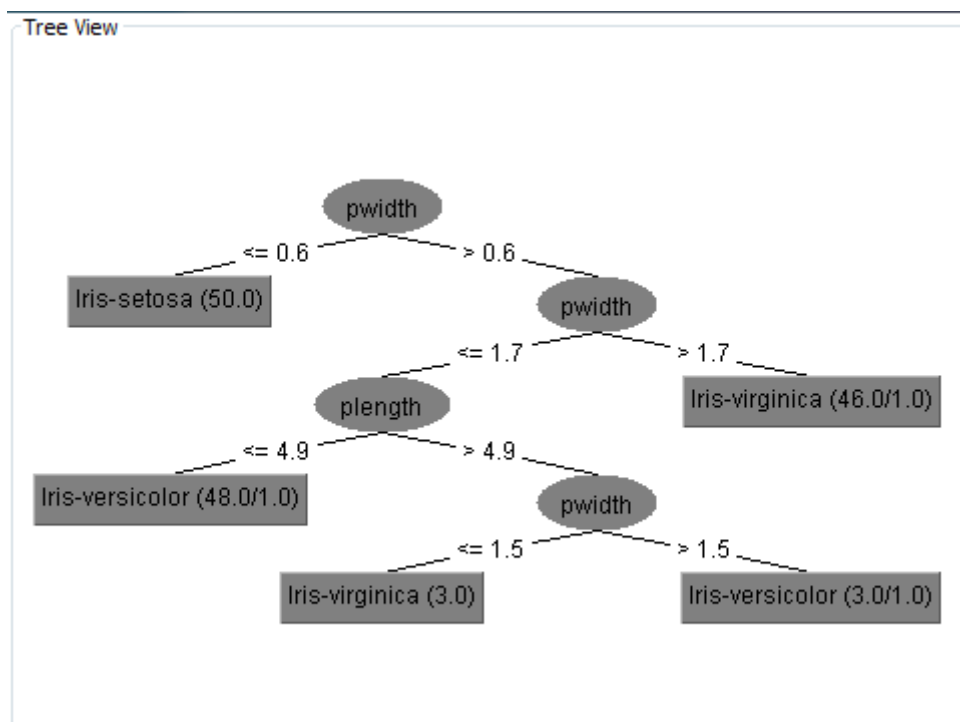 Tree View
pwidth
<= 0.6
> 0.6
Iris-setosa (50.0)
pwidth
<= 1.7
> 1.7
plength
Iris-virginica (46.0/1.0)
<= 4.9
> 4.9
Iris-versicolor (48.0/1.0)
pwidth
<= 1.5
> 1.5
Iris-virginica (3.0)
Iris-versicolor (3.0/1.0)